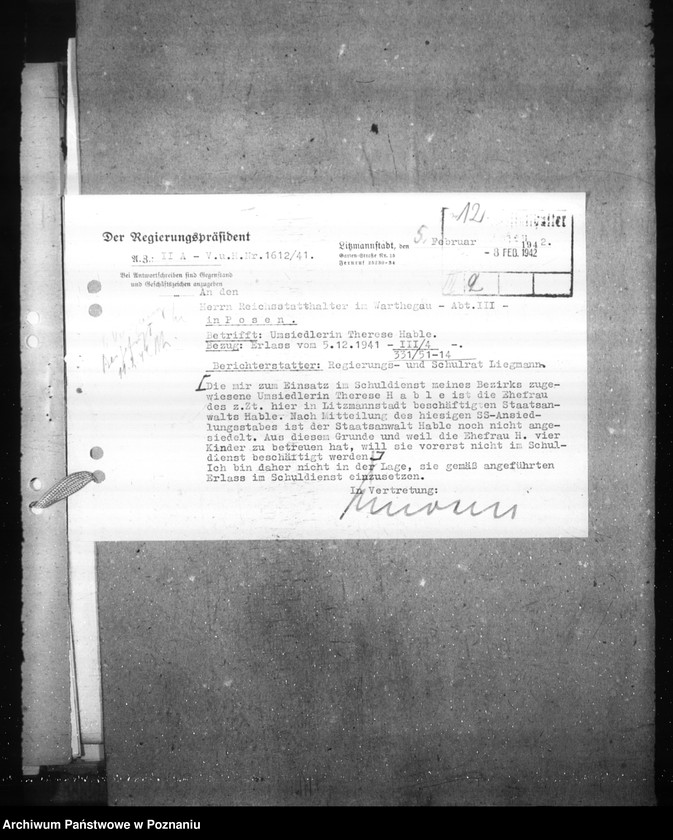 12
Der Regierungspräsident
A.Z.: II A - V.u.H.Nr.1612/41.
Litzmannstadt, den 5. Februar 1942.
- 8 FEB. 1942
2
Bei Antwortschreiben sind Gegenstand
und Geschäftszeichen anzugeben
An den
Herrn Reichsstatthalter im Warthegau - Abt.III -
in Posen.
Betrifft: Umsiedlerin Therese Hable.
Bezug: Erlass vom 5.12.1941 - III/4 -.
331/51-14
Berichterstatter: Regierungs- und Schulrat Liegmann.
Die mir zum Einsatz im Schuldienst meines Bezirks zuge-
wiesene Umsiedlerin Therese H a b l e ist die Ehefrau
des z.Zt. hier in Litzmannstadt beschäftigten Staatsan-
walts Hable. Nach Mitteilung des hiesigen SS-Ansied-
lungsstabes ist der Staatsanwalt Hable noch nicht ange-
siedelt. Aus diesem Grunde und weil die Ehefrau H. vier
Kinder zu betreuen hat, will sie vorerst nicht im Schul-
dienst beschäftigt werden.
Ich bin daher nicht in der Lage, sie gemäß angeführten
Erlass im Schuldienst einzusetzen.
In Vertretung:
Archiwum Państwowe w Poznaniu